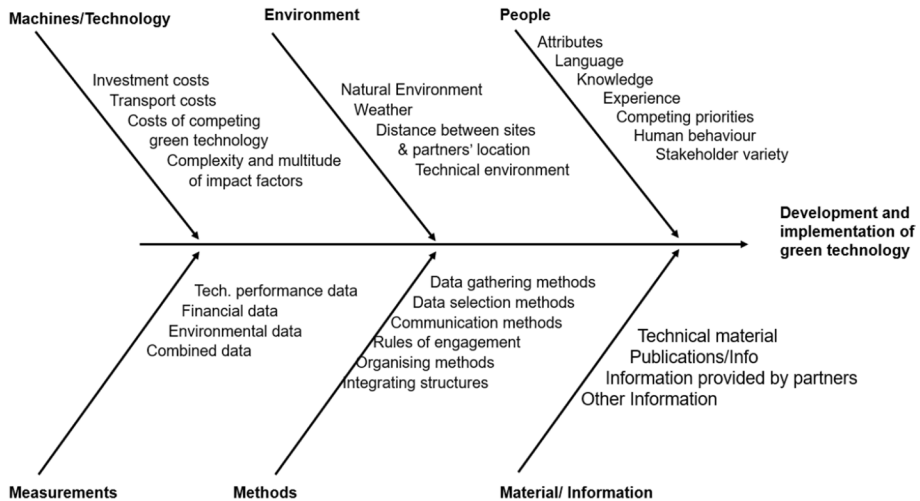 Machines/Technology
Investment costs
Transport costs
Costs of competing
green technology
Complexity and multitude
of impact factors
Environment
Natural Environment
Weather
Distance between sites
& partners' location
Technical environment
People
Attributes
Language
Knowledge
Experience
Competing priorities
Human behaviour
Stakeholder variety
Development and
implementation of
green technology
Tech. performance data
Financial data
Environmental data
Combined data
Measurements
Data gathering methods
Data selection methods
Communication methods
Rules of engagement
Organising methods
Integrating structures
Methods
Technical material
Publications/Info
Information provided by partners
Other Information
Material/ Information